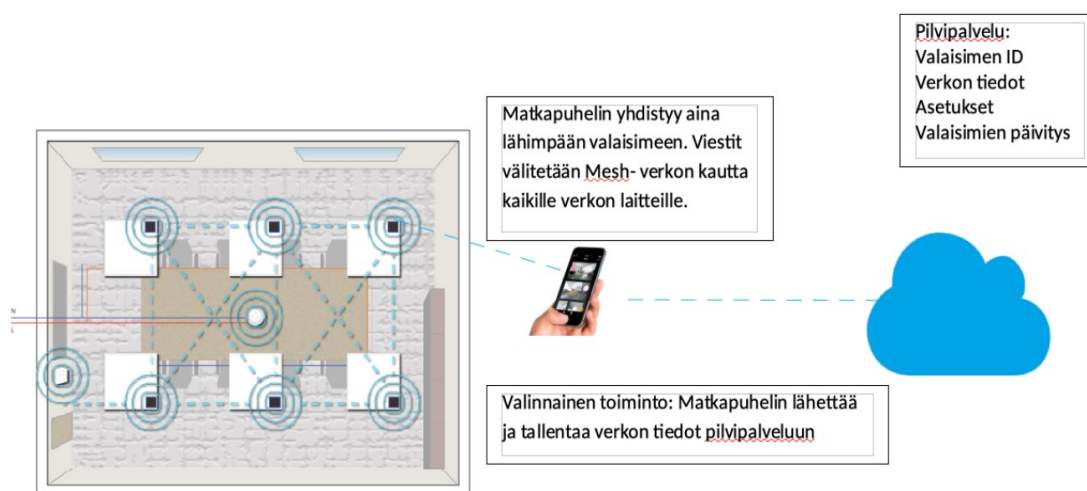 Pilvipalvelu:
Valaisimen ID
Verkon tiedot
Asetukset
Valaisimien päivitys
Matkapuhelin yhdistyy aina
lähimpään valaisimeen. Viestit
välitetään Mesh- verkon kautta
kaikille verkon laitteille.
N
L
Valinnainen toiminto: Matkapuhelin lähettää
ja tallentaa verkon tiedot pilvipalveluun